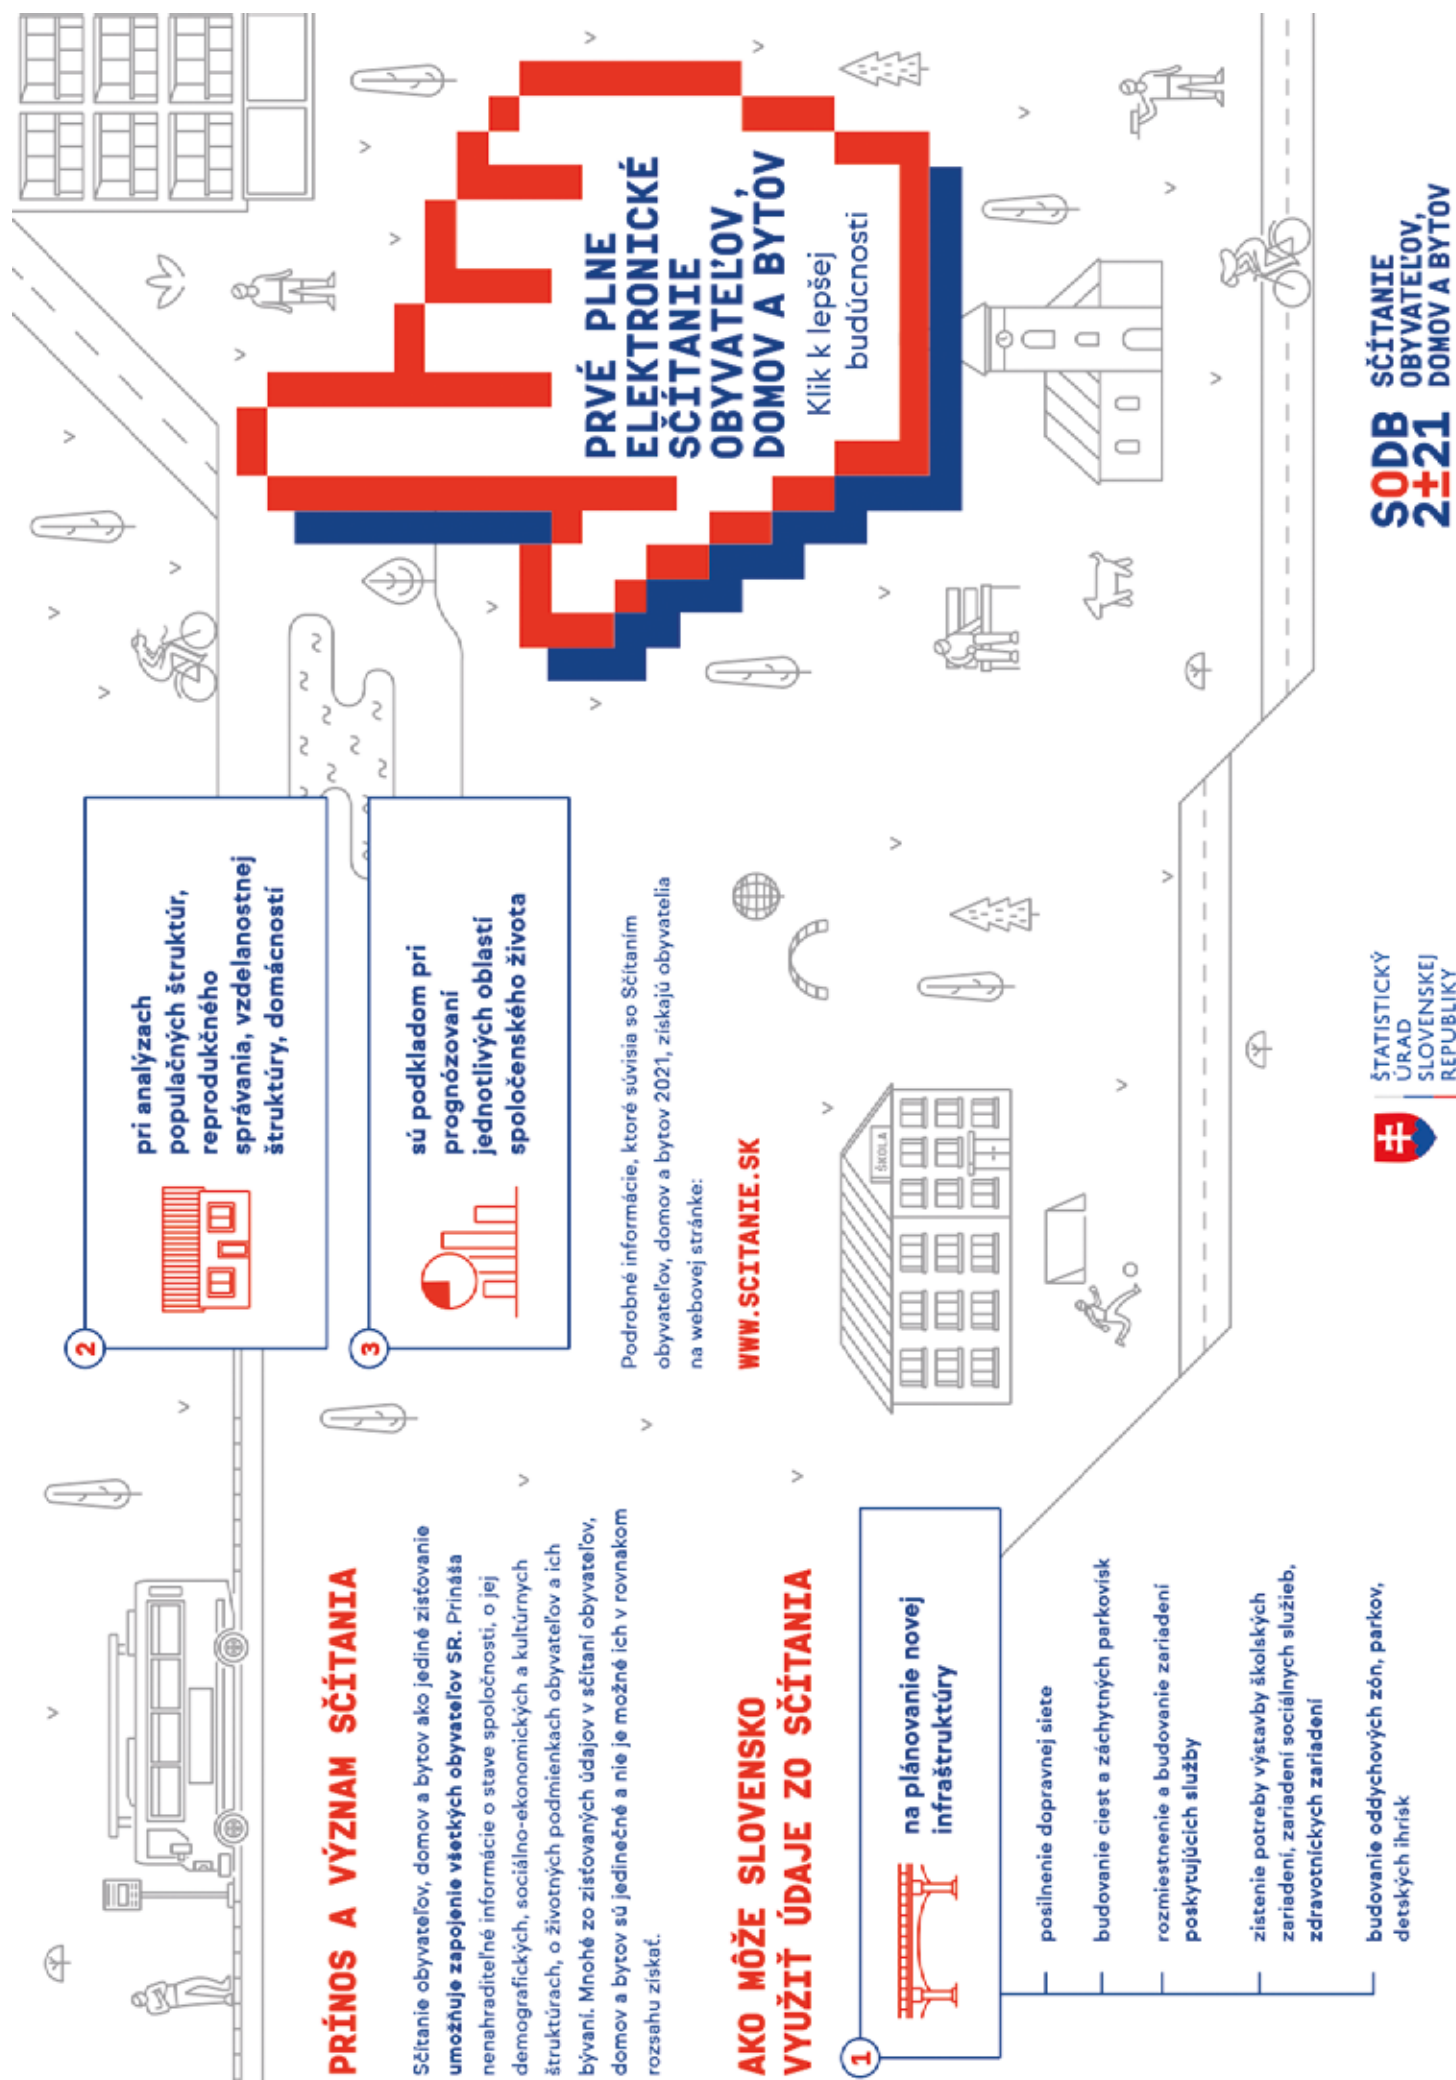 PRÍNOS A VÝZNAM SČÍTANIA
Sčítanie obyvateľov, domov a bytov ako jediné zisťovanie
umožňuje zapojenie všetkých obyvateľov SR. Prináša
nenahraditeľné informácie o stave spoločnosti, o jej
demografických, sociálno-ekonomických a kultúrnych
štruktúrach, o životných podmienkach obyvateľov a ich
bývaní. Mnohé zo zisťovaných údajov v sčítaní obyvateľov,
domov a bytov sú jedinečné a nie je možné ich v rovnakom
rozsahu získať.
AKO MÔŽE SLOVENSKO
VYUŽIŤ ÚDAJE ZO SČÍTANIA
1
na plánovanie novej
infraštruktúry
posilnenie dopravnej siete
budovanie ciest a záchytných parkovísk
rozmiestnenie a budovanie zariadení
poskytujúcich služby
zistenie potreby výstavby školských
zariadení, zariadení sociálnych služieb,
zdravotníckych zariadení
budovanie oddychových zón, parkov,
detských ihrísk
2
pri analýzach
populačných štruktúr,
reprodukčného
správania, vzdelanostnej
štruktúry, domácností
3
sú podkladom pri
prognózovaní
jednotlivých oblastí
spoločenského života
Podrobné informácie, ktoré súvisia so Sčítaním
obyvateľov, domov a bytov 2021, získajú obyvatelia
na webovej stránke:
WWW.SCITANIE.SK
ŠKOLA
PRVÉ PLNE
ELEKTRONICKÉ
SČÍTANIE
OBYVATEĽOV,
DOMOV A BYTOV
Klik k lepšej
budúcnosti
ŠTATISTICKÝ
ÚRAD
SLOVENSKEJ
REPUBLIKY
SODB
2±21
SČÍTANIE
OBYVATEĽOV,
DOMOV A BYTOV